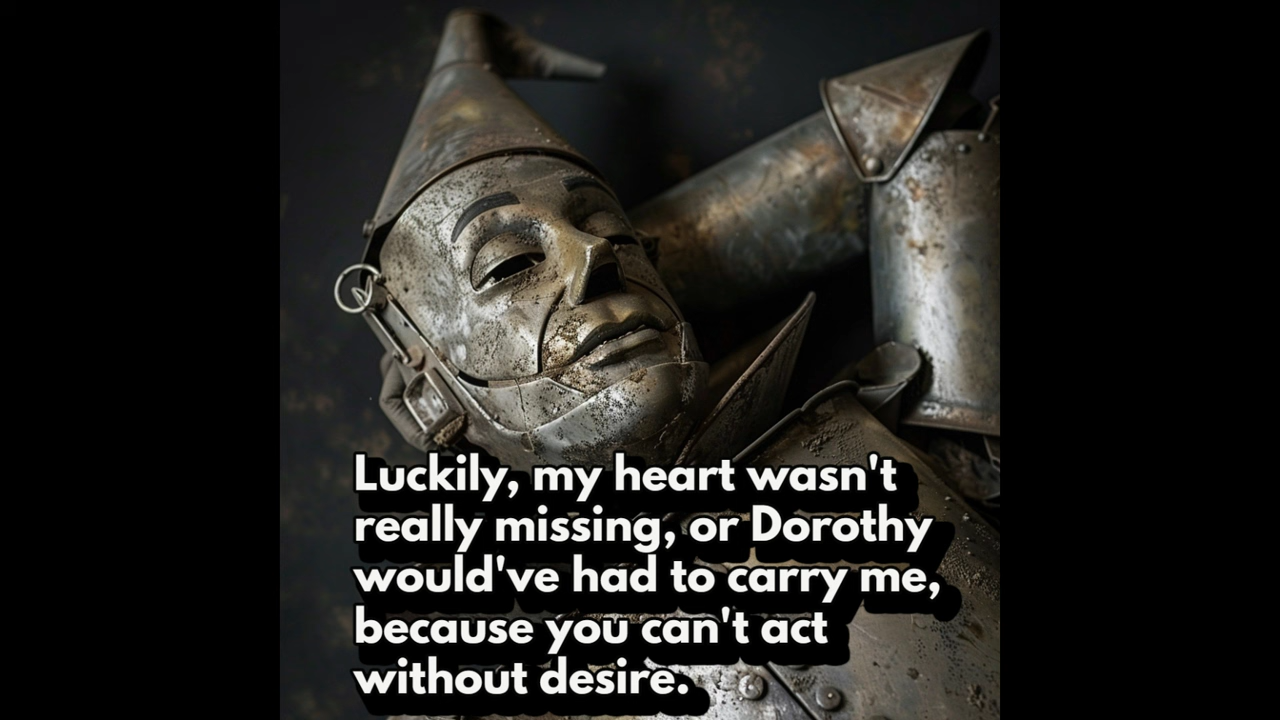 Luckily, my heart wasn't
really missing, or Dorothy
would've had to carry me,
because you can't act
without desire.